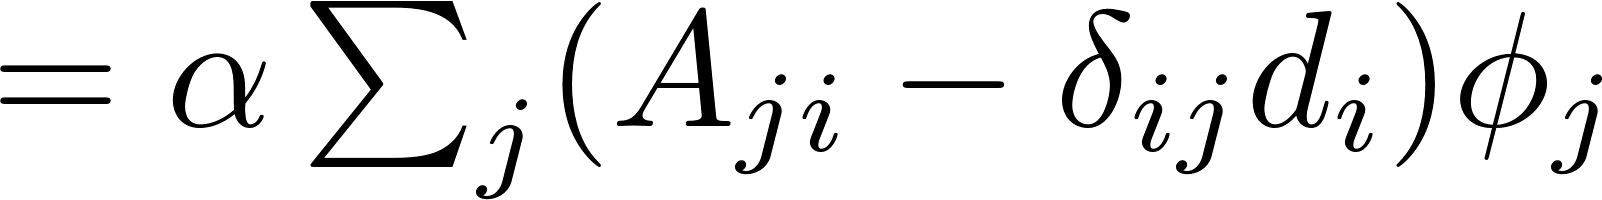 = α ∑_j (A_{ji} − δ_{ij} d_i) ϕ_j